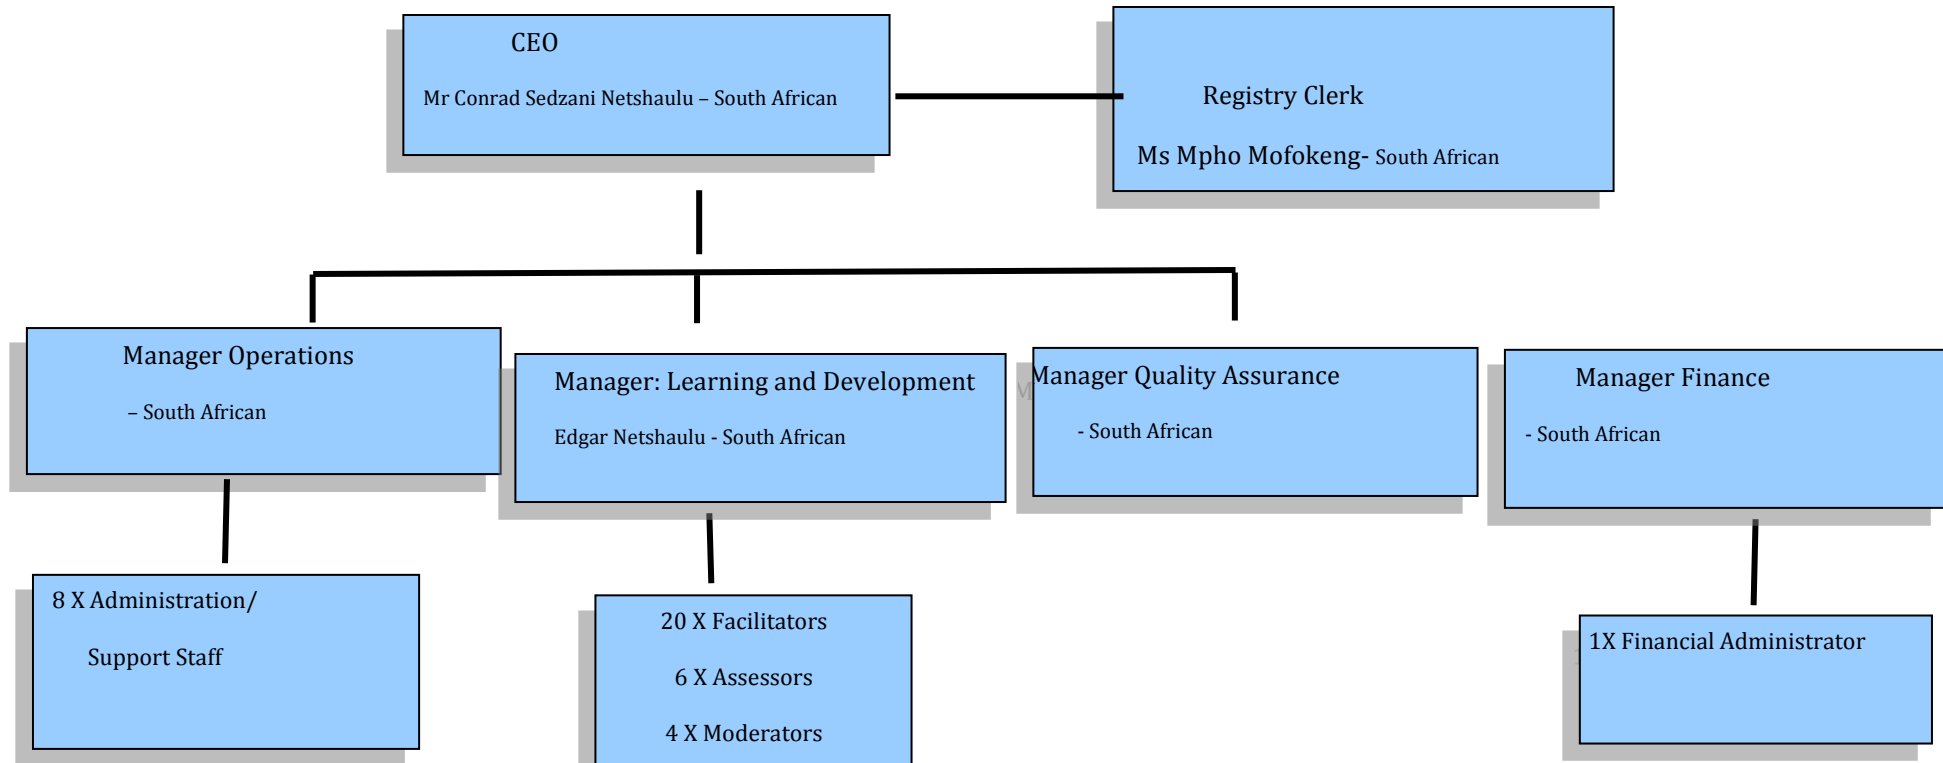 CEO
Mr Conrad Sedzani Netshaulu – South African
Registry Clerk
Ms Mpho Mofokeng- South African
Manager Operations
– South African
Manager: Learning and Development
Edgar Netshaulu - South African
Manager Quality Assurance
- South African
Manager Finance
- South African
8 X Administration/
Support Staff
20 X Facilitators
6 X Assessors
4 X Moderators
1X Financial Administrator